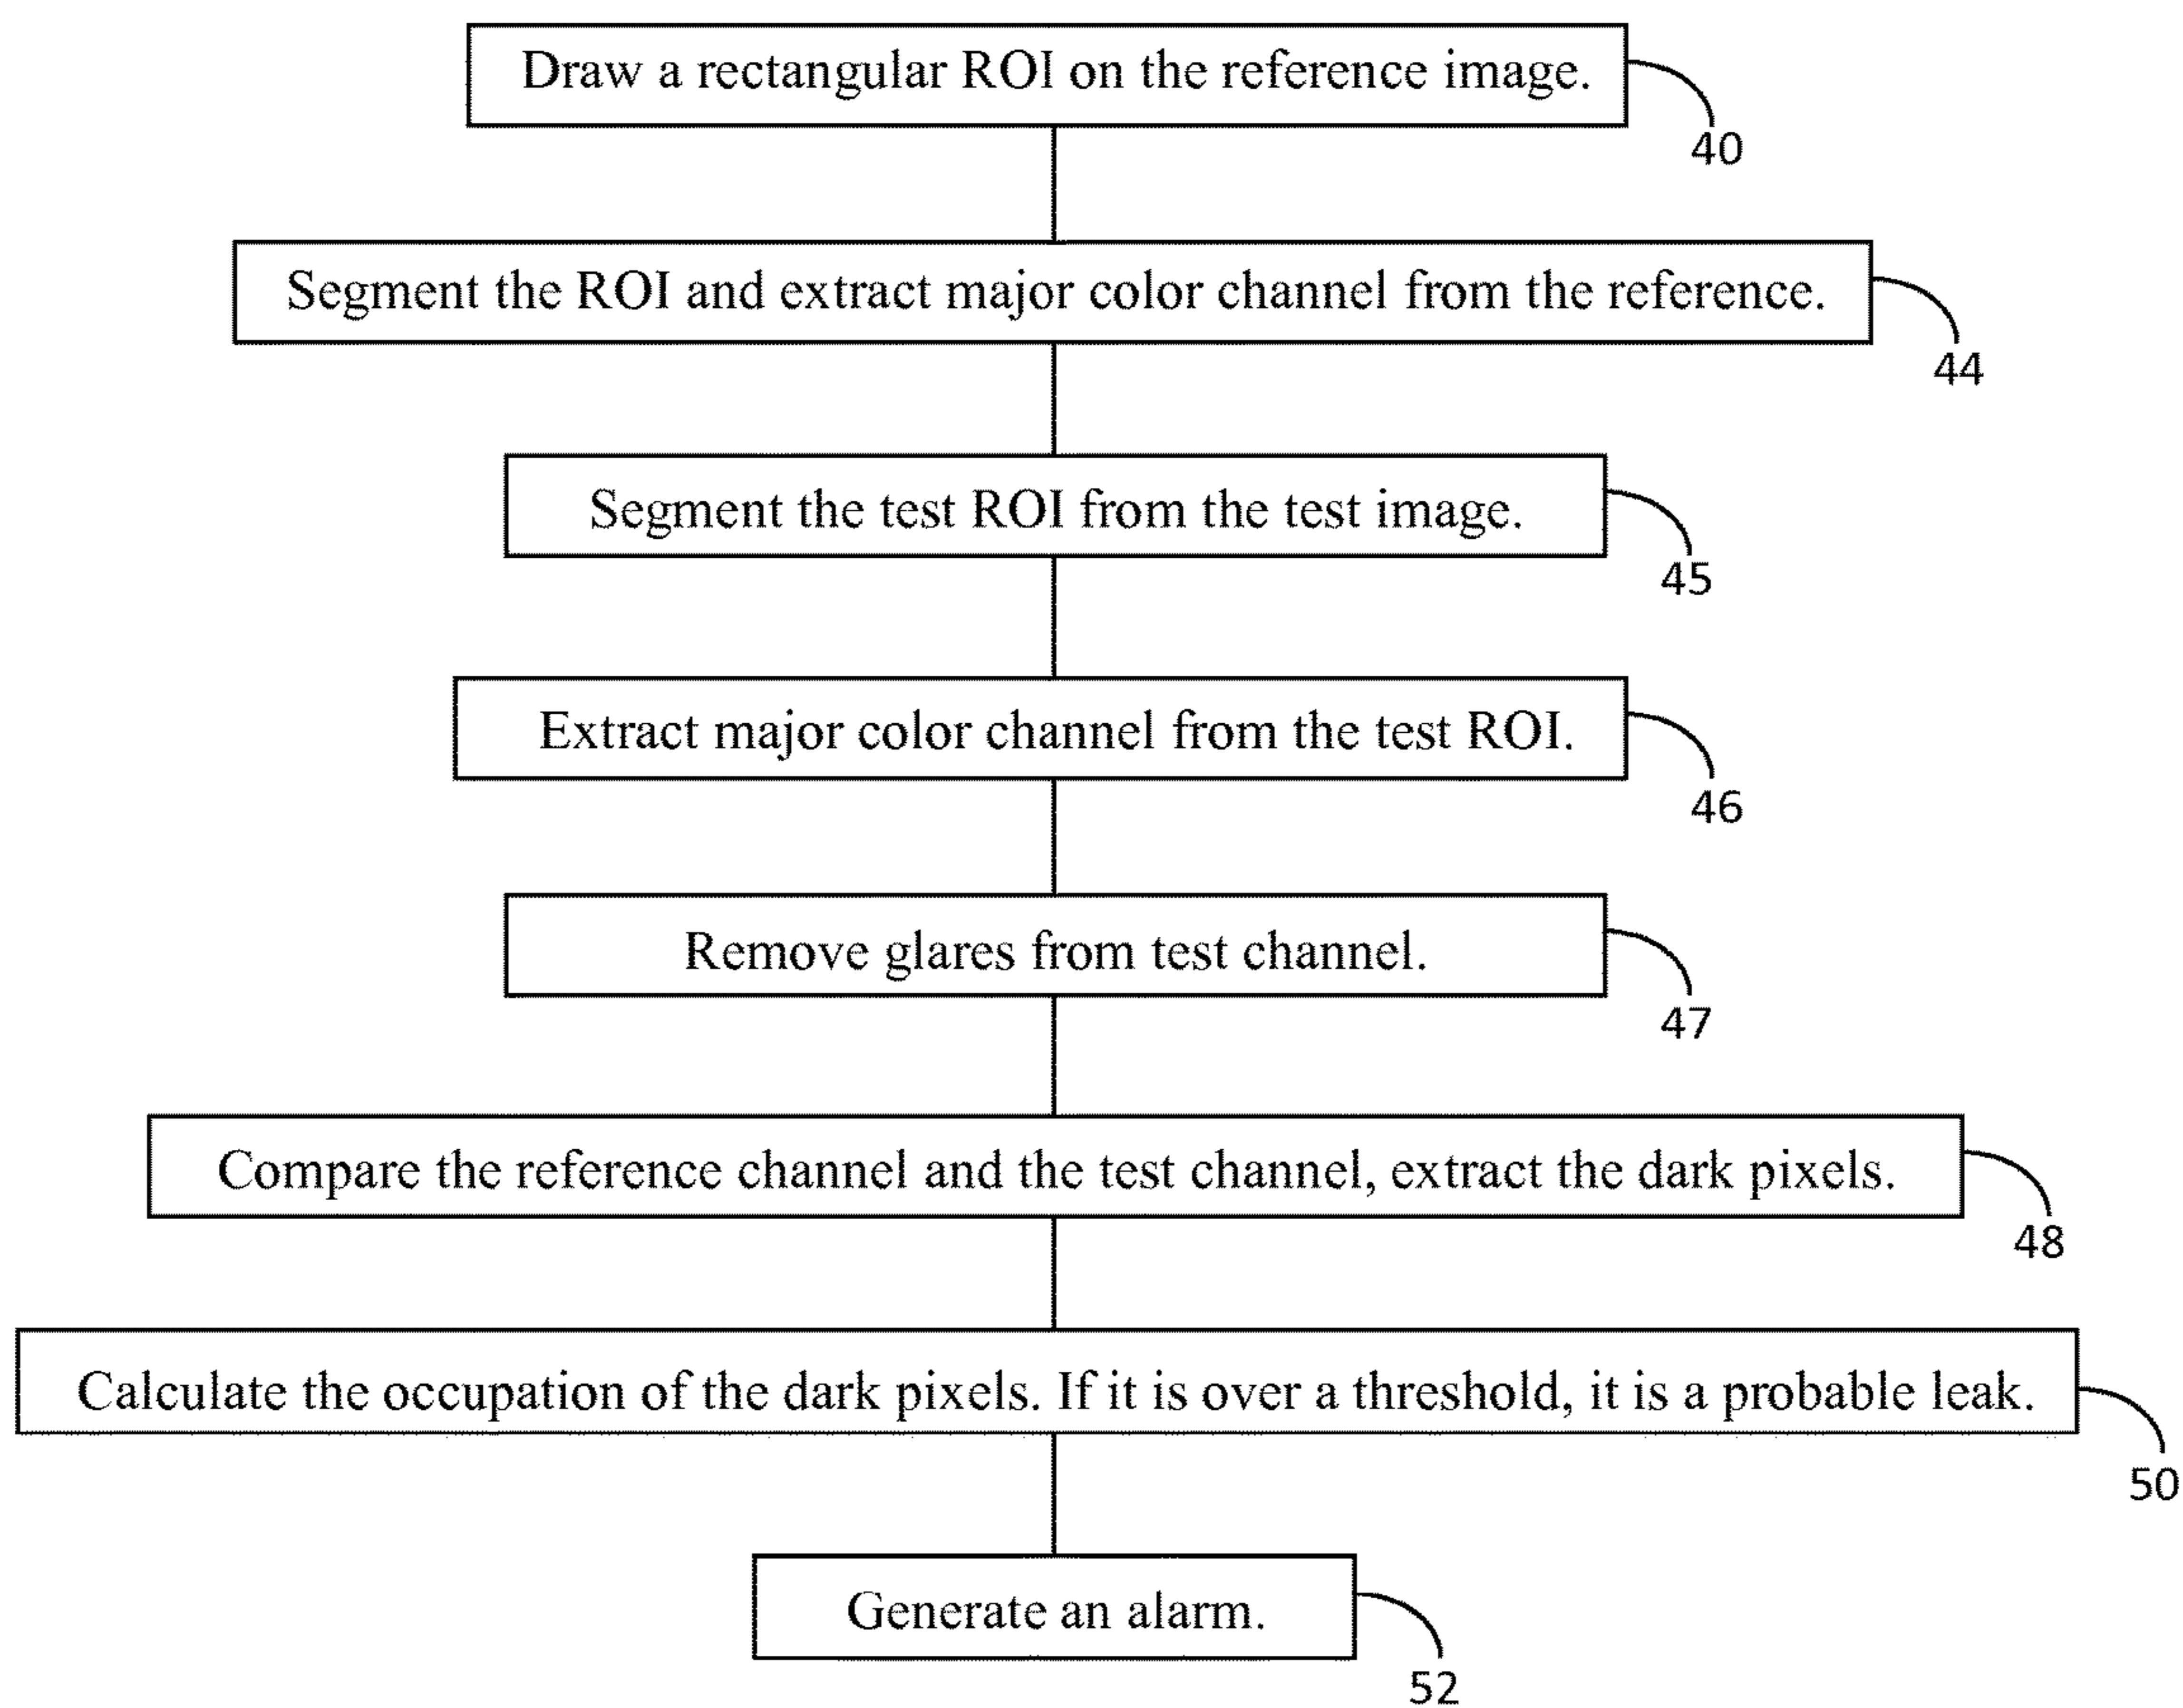 Draw a rectangular ROI on the reference image.
40
Segment the ROI and extract major color channel from the reference.
44
Segment the test ROI from the test image.
45
Extract major color channel from the test ROI.
46
Remove glares from test channel.
47
Compare the reference channel and the test channel, extract the dark pixels.
48
Calculate the occupation of the dark pixels. If it is over a threshold, it is a probable leak.
50
Generate an alarm.
52